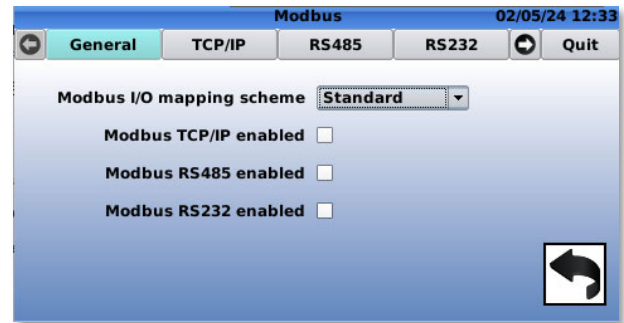 Modbus 02/05/24 12:33
General TCP/IP RS485 RS232 Quit
Modbus I/O mapping scheme Standard
Modbus TCP/IP enabled
Modbus RS485 enabled
Modbus RS232 enabled